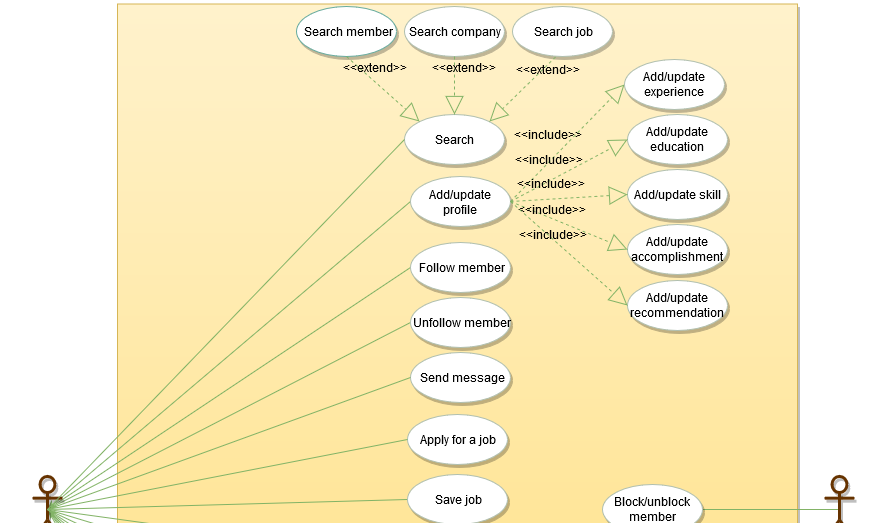 Search member
Search company
Search job
<<extend>>
<<extend>>
<<extend>>
Search
Add/update
profile
<<include>>
<<include>>
<<include>>
<<include>>
<<include>>
Add/update
experience
Add/update
education
Add/update skill
Add/update
accomplishment
Add/update
recommendation
Follow member
Unfollow member
Send message
Apply for a job
Save job
Block/unblock
member